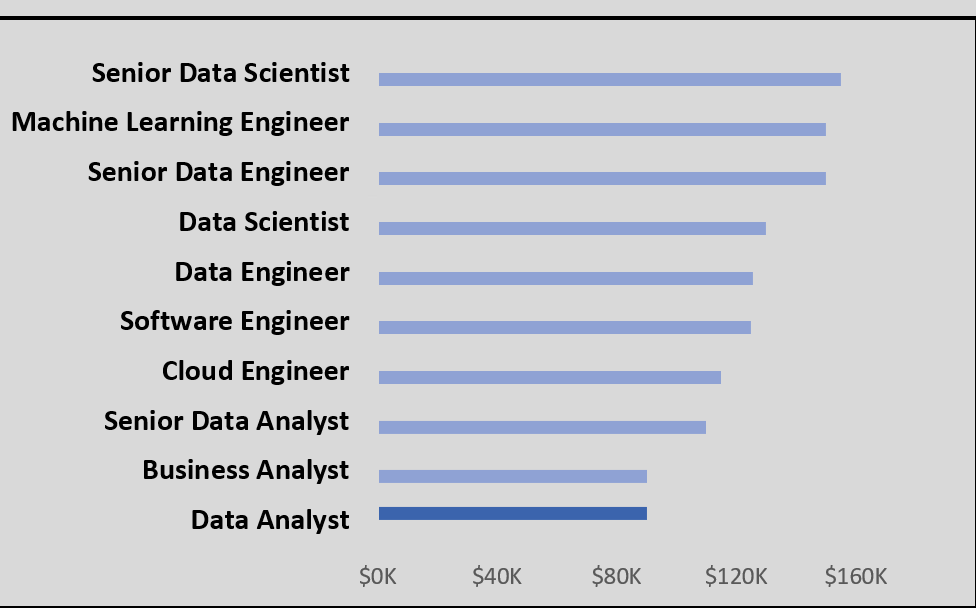 Senior Data Scientist
Machine Learning Engineer
Senior Data Engineer
Data Scientist
Data Engineer
Software Engineer
Cloud Engineer
Senior Data Analyst
Business Analyst
Data Analyst
$0K $40K $80K $120K $160K